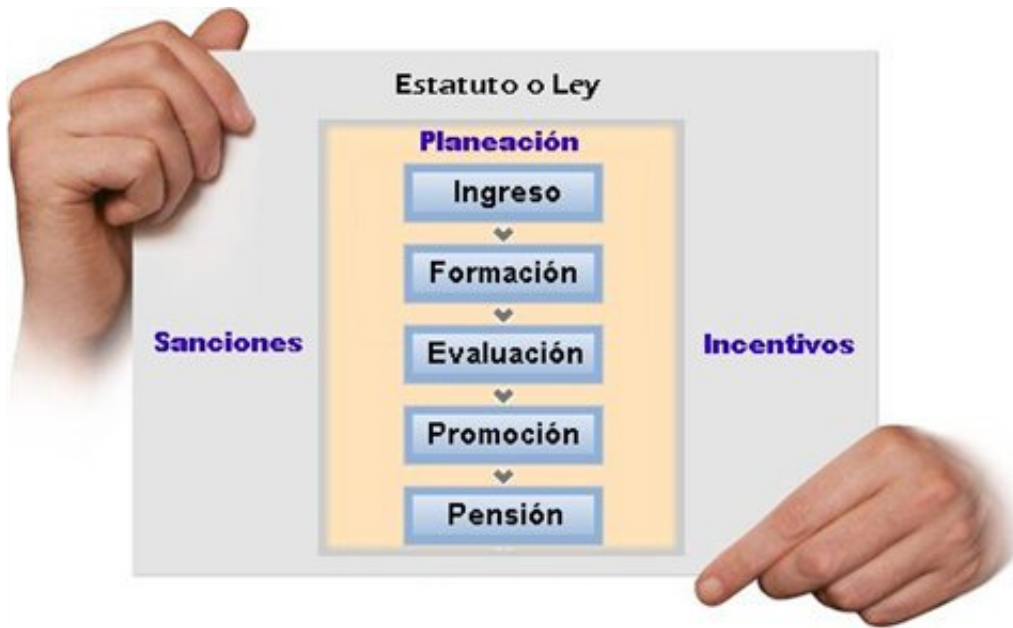 Estatuto o Ley
Planeación
Ingreso
Formación
Evaluación
Promoción
Pensión
Sanciones
Incentivos